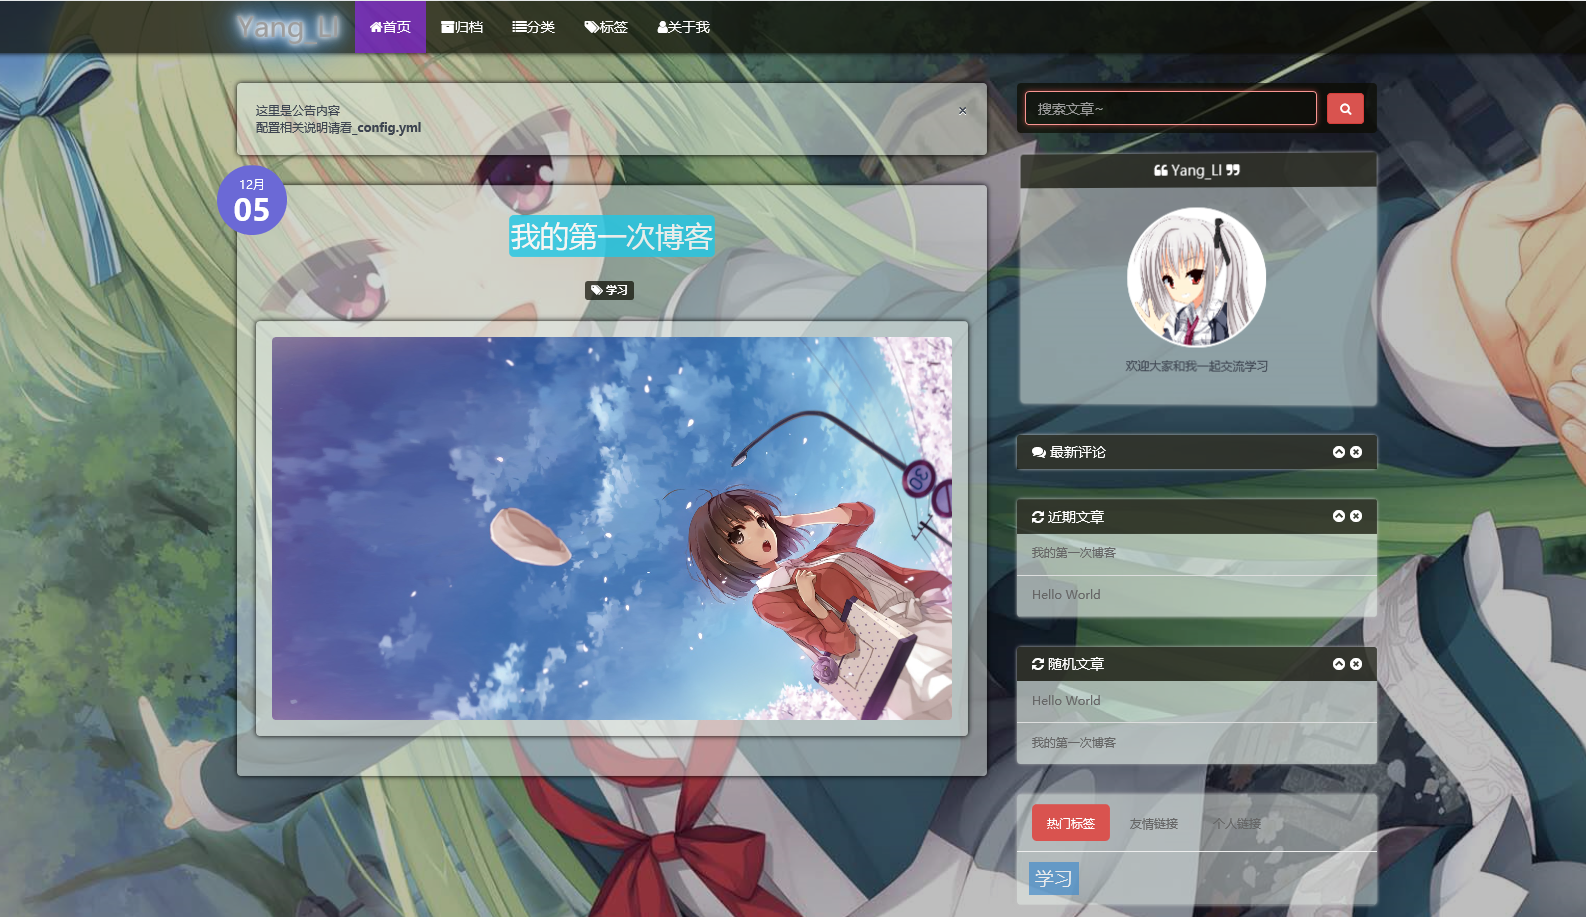 Yang_LI
首页
归档
分类
标签
关于我
这里是公告内容
配置相关说明请看_config.yml
×
搜索文章~
12月
05
我的第一次博客
学习
30
Yang_LI
欢迎大家和我一起交流学习
最新评论
近期文章
我的第一次博客
Hello World
随机文章
Hello World
我的第一次博客
热门标签
友情链接
个人链接
学习